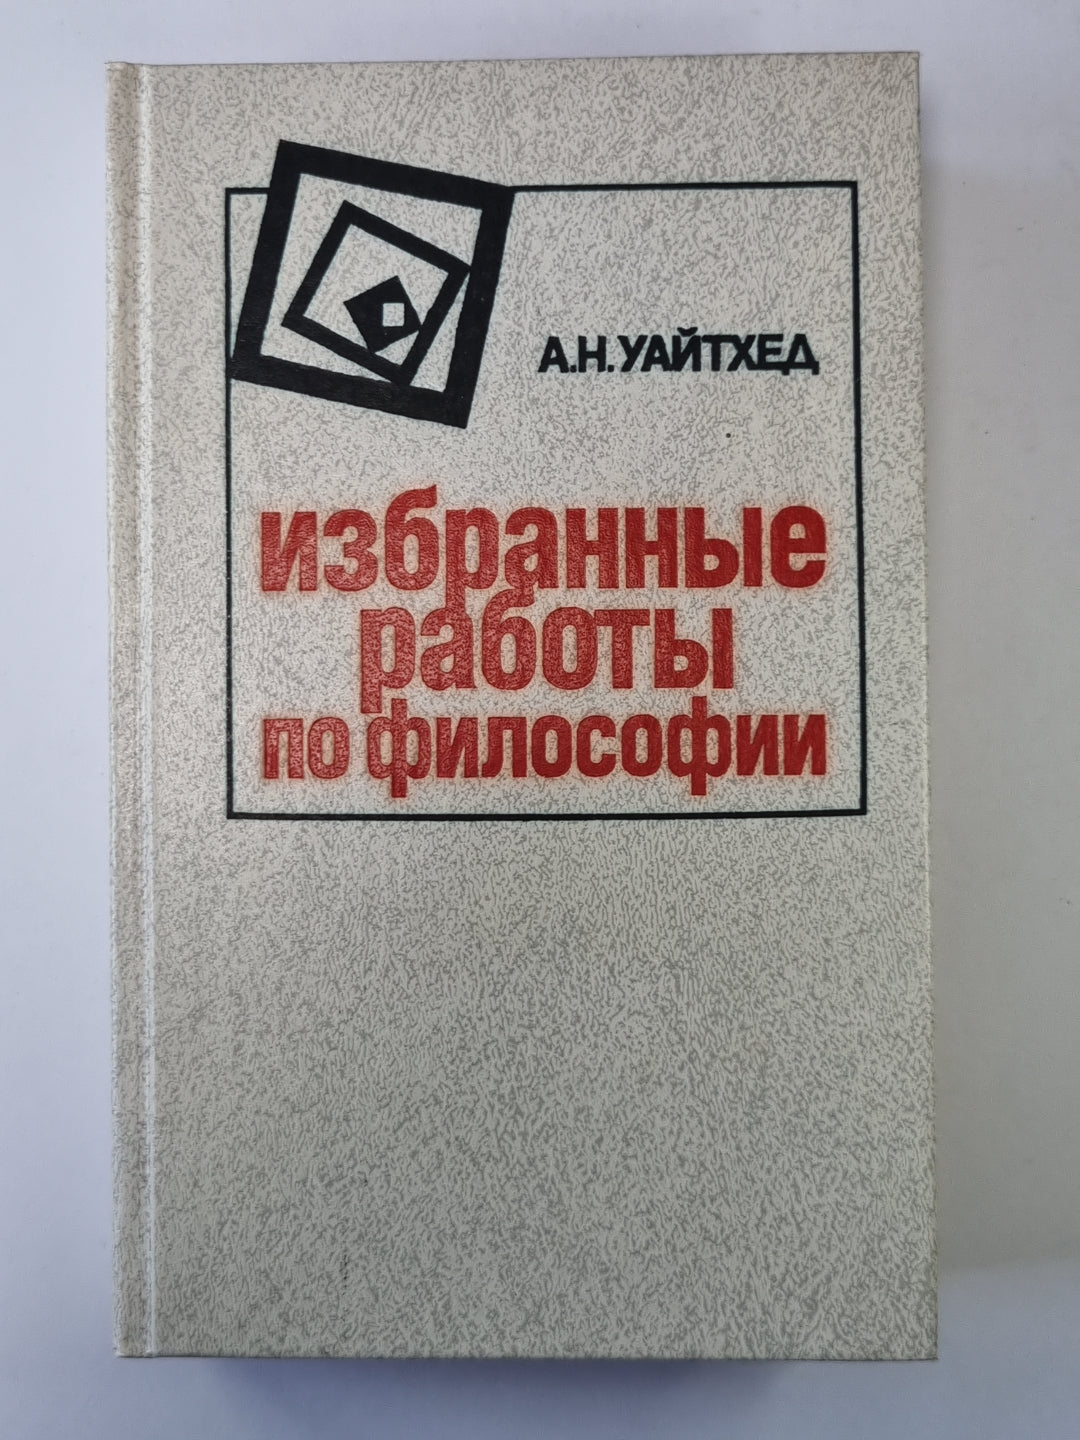 А.Н.УАЙТХЕД
избранные
работы
по философии